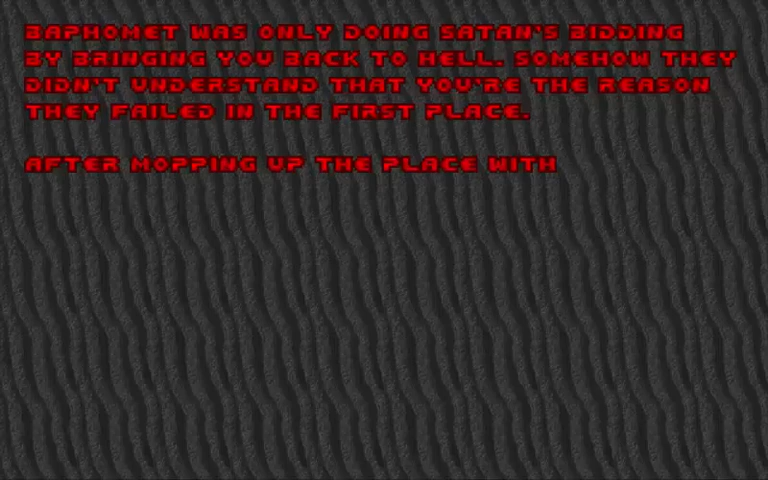 BAPHOMET WAS ONLY DOING SATAN'S BIDDING
BY BRINGING YOU BACK TO HELL. SOMEHOW THEY
DIDN'T UNDERSTAND THAT YOU'RE THE REASON
THEY FAILED IN THE FIRST PLACE.
AFTER MOPPING UP THE PLACE WITH